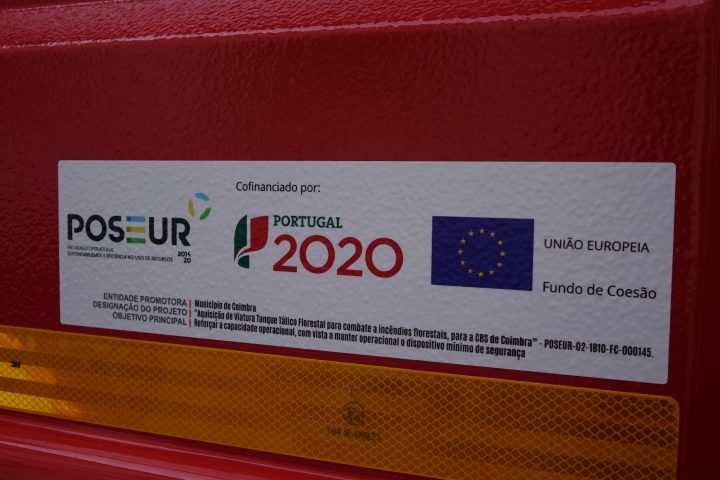 Cofinanciado por:
POSEUR
PROGRAMA OPERACIONAL
SUSTENTABILIDADE E EFICIÊNCIA NO USO DE RECURSOS
2014
20
PORTUGAL
2020
UNIÃO EUROPEIA
Fundo de Coesão
ENTIDADE PROMOTORA | Município de Coimbra
DESIGNAÇÃO DO PROJETO | "Aquisição de Viatura Tanque Tático Florestal para combate a incêndios florestais, para a CBS de Coimbra" - POSEUR-02-1810-FC-000145.
OBJETIVO PRINCIPAL | Reforçar a capacidade operacional, com vista a manter operacional o dispositivo mínimo de segurança
3M
104 R-00821